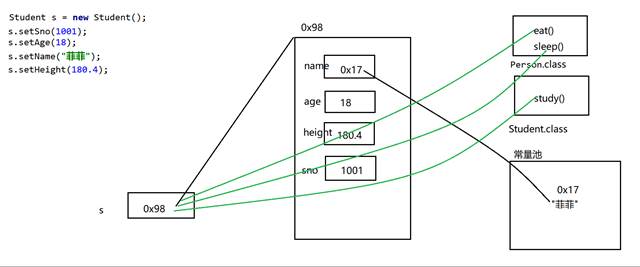 Student s = new Student();
s.setSno(1001);
s.setAge(18);
s.setName("菲菲");
s.setHeight(180.4);
0x98
name 0x17
age 18
height 180.4
sno 1001
s 0x98
eat()
sleep()
Person.class
study()
Student.class
常量池
0x17
"菲菲"